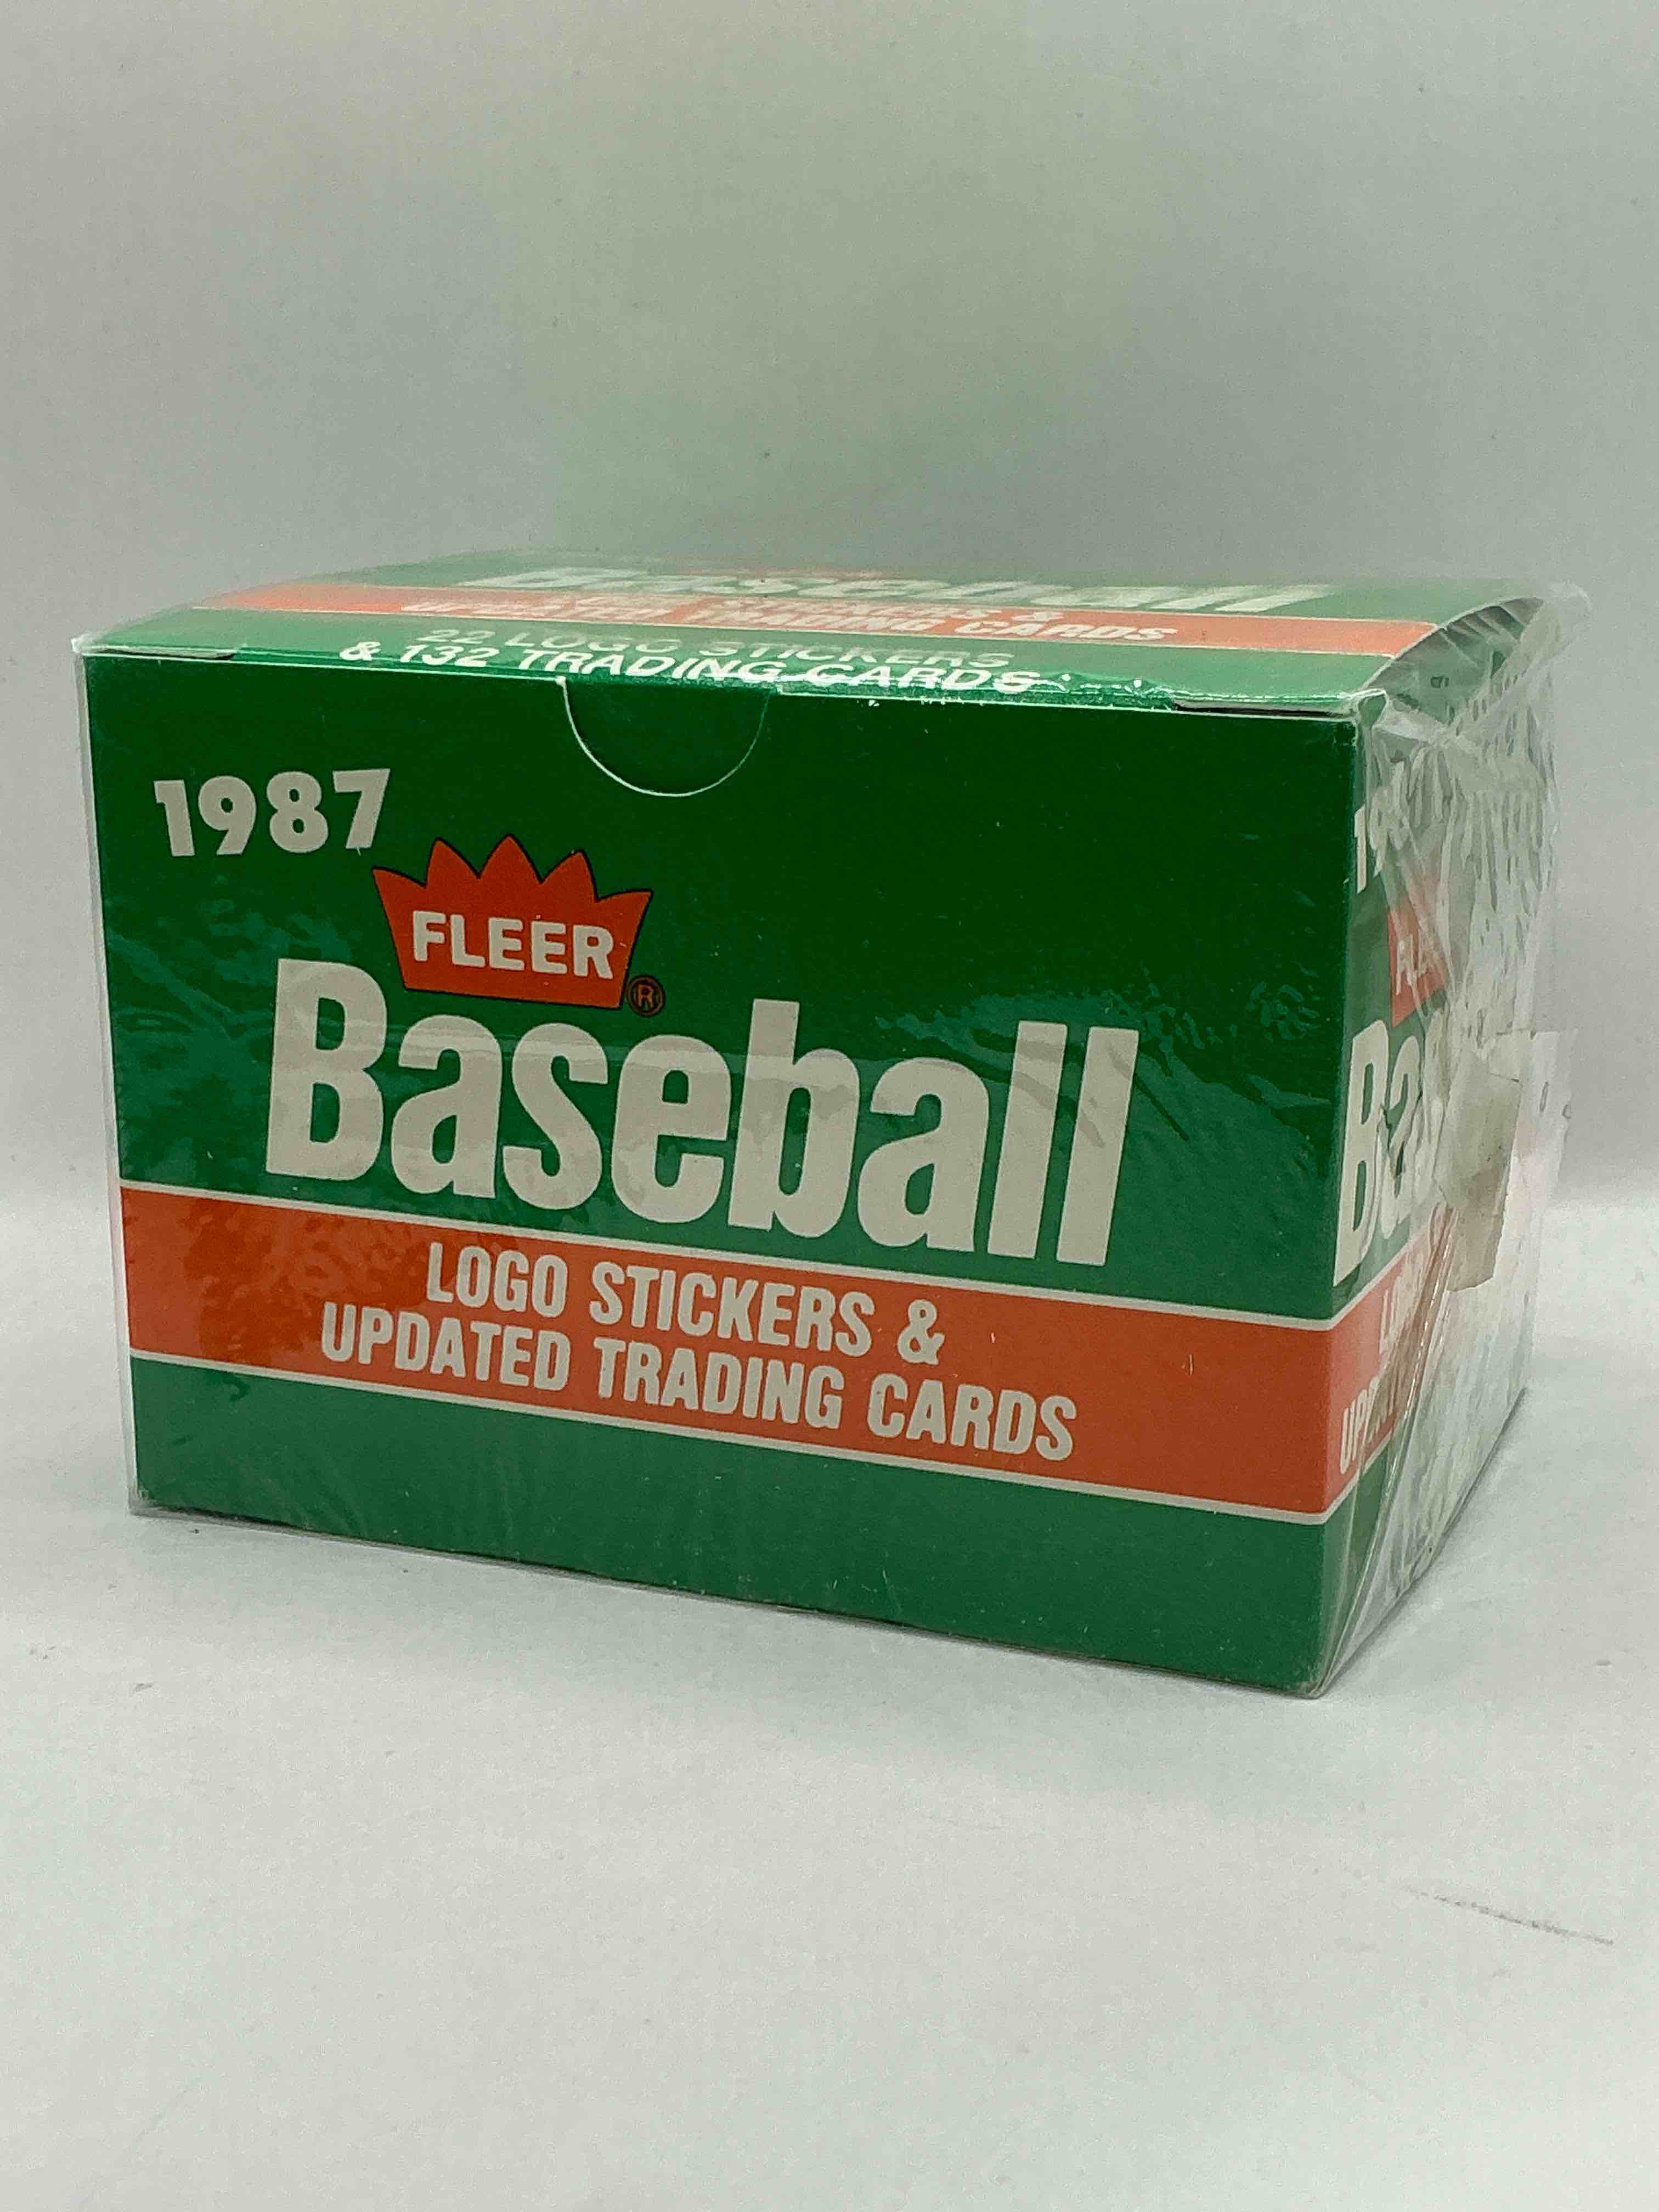 Baseball
LOGO STICKERS &
UPDATED TRADING CARDS
22 LOGO STICKERS
& 132 TRADING CARDS
1987
FLEER
®
Baseball
LOGO STICKERS &
UPDATED TRADING CARDS